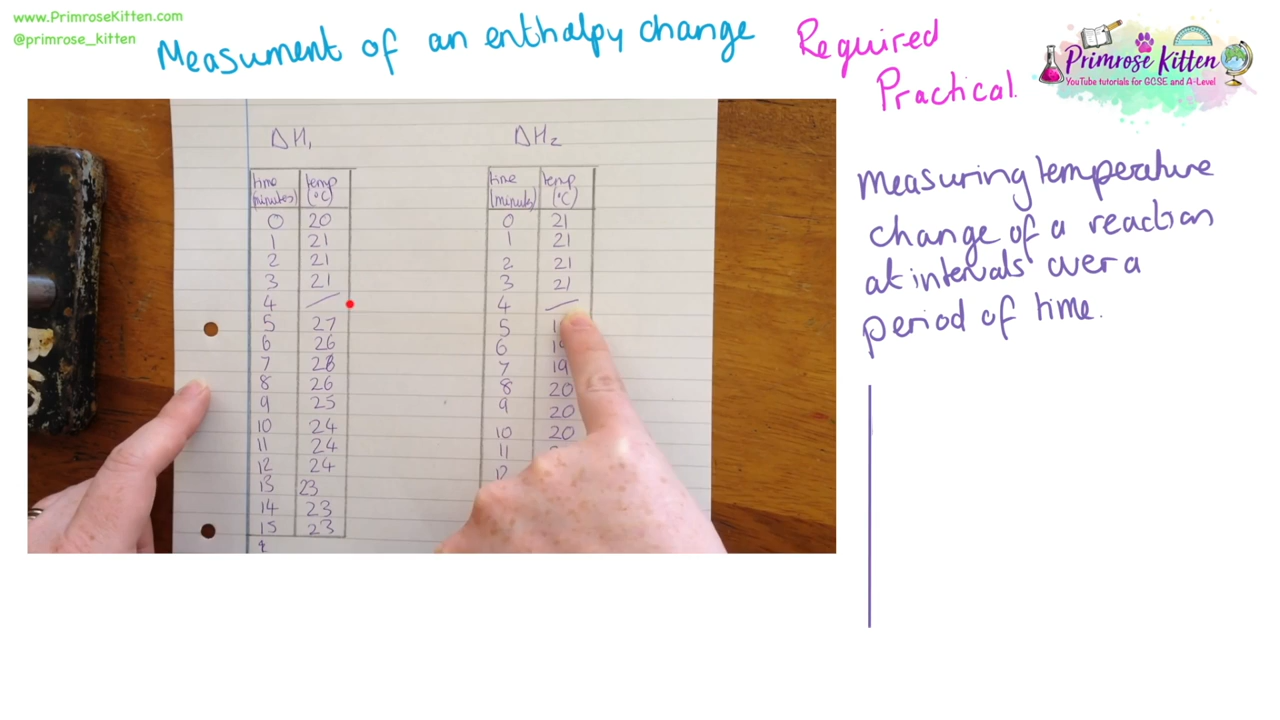 www.PrimroseKitten.com
@primrose_kitten
Measument of an enthalpy change
Required
Practical.
Primrose Kitten
YouTube tutorials for GCSE and A-Level
ΔH₁
time (minutes) temp (°C)
0 20
1 21
2 21
3 21
4 /
5 27
6 26
7 28
8 26
9 25
10 24
11 24
12 24
13 23
14 23
15 23
ΔH₂
time (minutes) temp (°C)
0 21
1 21
2 21
3 21
4 /
5
6
7 19
8 20
9 20
10 20
11
12
measuring temperature
change of a reaction
at intervals over a
period of time.